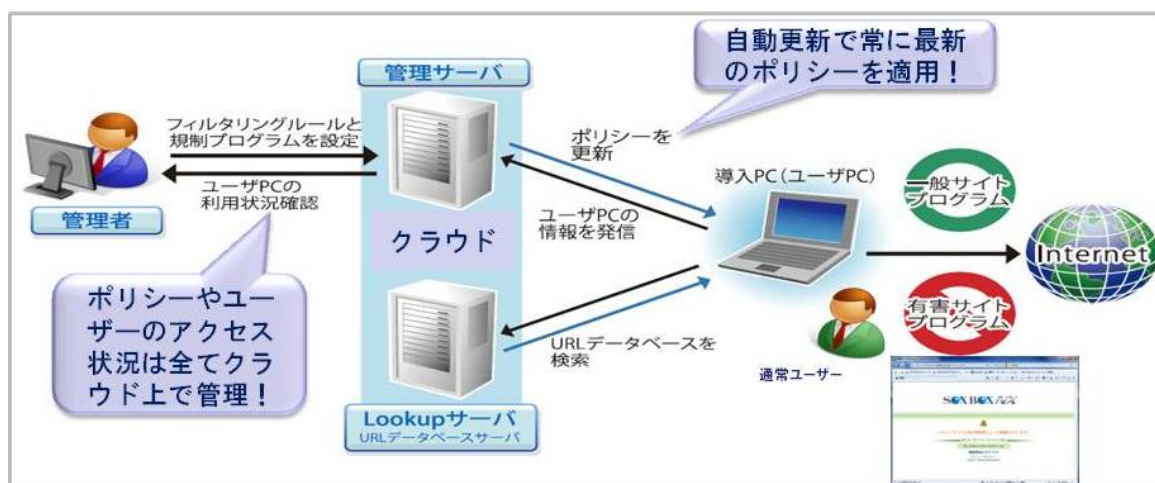 自動更新で常に最新
のポリシーを適用！
管理サーバ
フィルタリングルールと
規制プログラムを設定
ユーザPCの
利用状況確認
管理者
ポリシーやユー
ザーのアクセス
状況は全てクラ
ウド上で管理！
クラウド
ポリシーを
更新
ユーザPCの
情報を発信
URLデータベースを
検索
Lookupサーバ
URLデータベースサーバ
導入PC（ユーザPC）
通常ユーザー
一般サイト
プログラム
有害サイト
プログラム
Internet